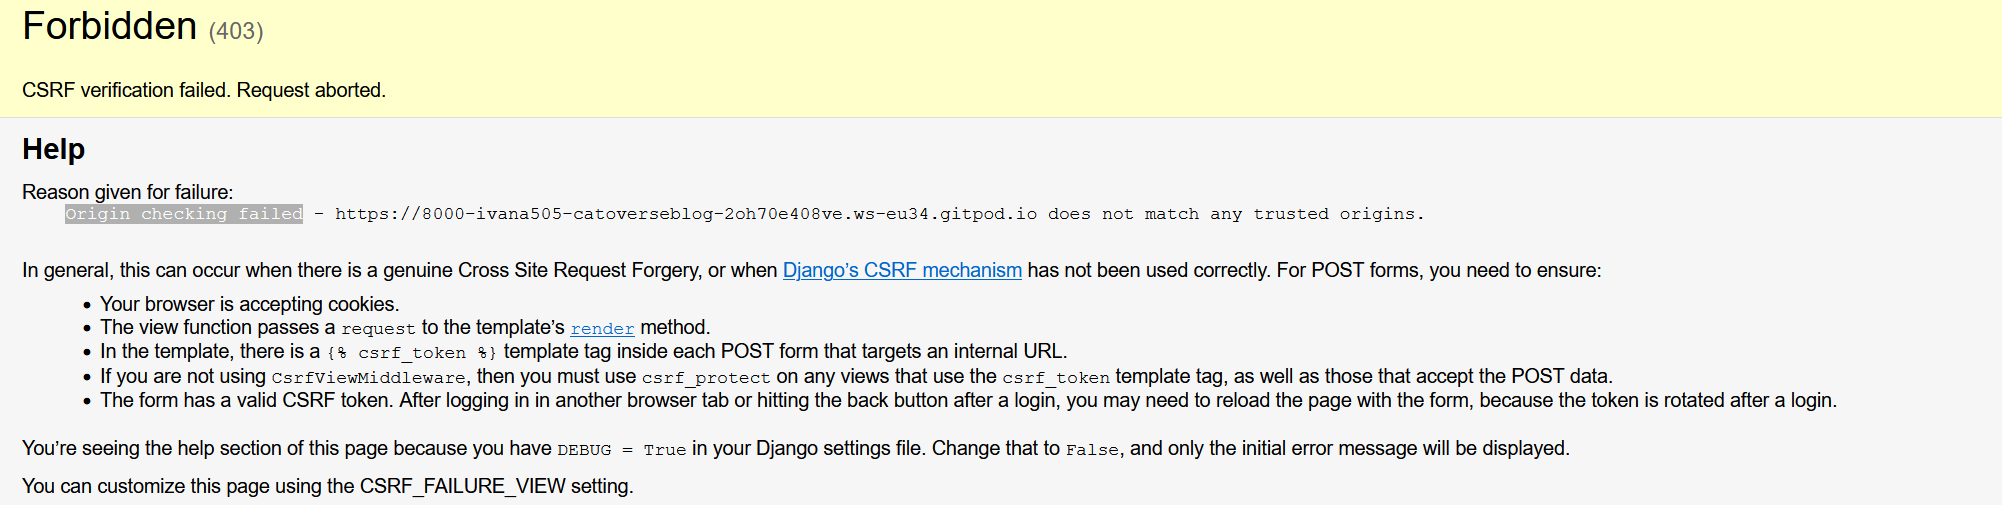 Forbidden (403)
CSRF verification failed. Request aborted.
Help
Reason given for failure:
Origin checking failed - https://8000-ivana505-catoverseblog-2oh70e408ve.ws-eu34.gitpod.io does not match any trusted origins.
In general, this can occur when there is a genuine Cross Site Request Forgery, or when Django’s CSRF mechanism has not been used correctly. For POST forms, you need to ensure:
• Your browser is accepting cookies.
• The view function passes a request to the template’s render method.
• In the template, there is a {% csrf_token %} template tag inside each POST form that targets an internal URL.
• If you are not using CsrfViewMiddleware, then you must use csrf_protect on any views that use the csrf_token template tag, as well as those that accept the POST data.
• The form has a valid CSRF token. After logging in in another browser tab or hitting the back button after a login, you may need to reload the page with the form, because the token is rotated after a login.
You’re seeing the help section of this page because you have DEBUG = True in your Django settings file. Change that to False, and only the initial error message will be displayed.
You can customize this page using the CSRF_FAILURE_VIEW setting.